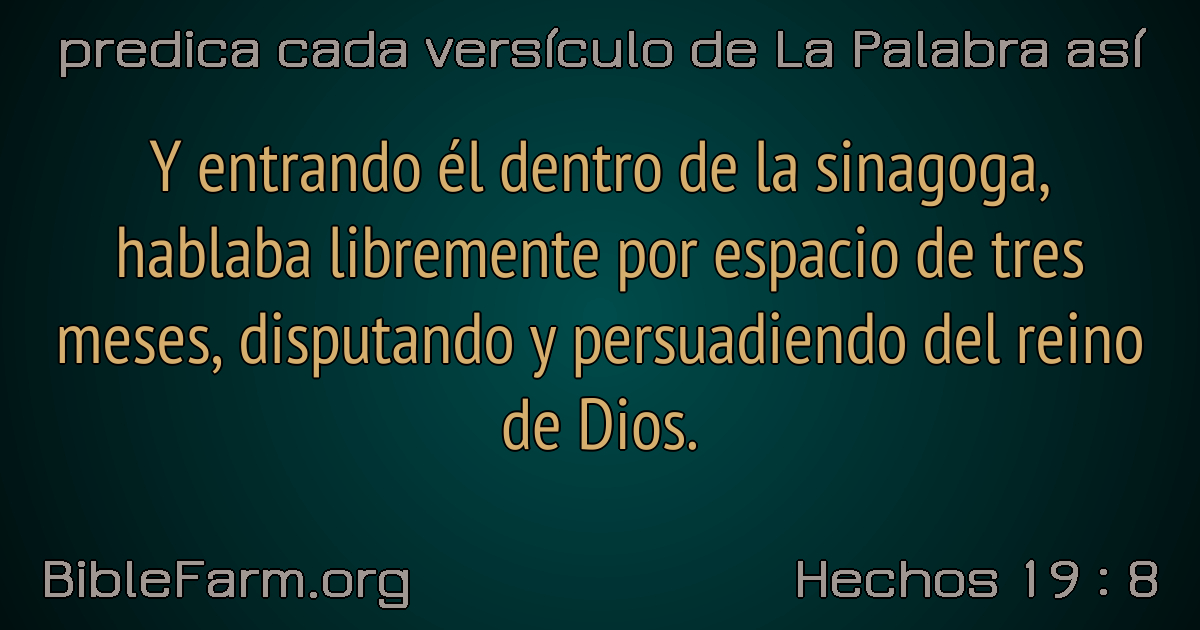 predica cada versículo de La Palabra así
Y entrando él dentro de la sinagoga,
hablaba libremente por espacio de tres
meses, disputando y persuadiendo del reino
de Dios.
BibleFarm.org
Hechos 19 : 8